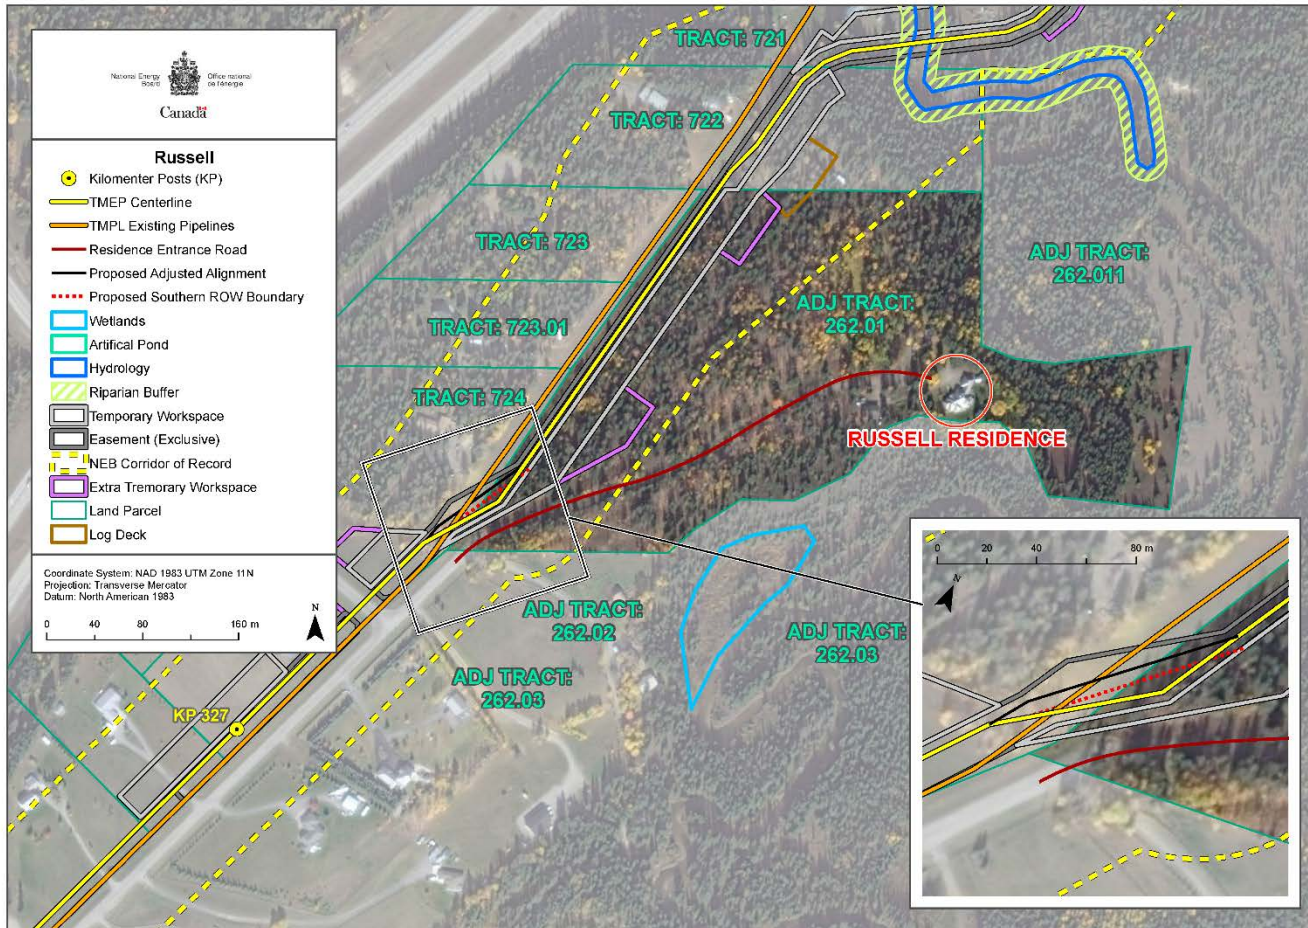 National Energy
Board
Office national
de l'énergie
Canada
Russell
Kilomenter Posts (KP)
TMEP Centerline
TMPL Existing Pipelines
Residence Entrance Road
Proposed Adjusted Alignment
Proposed Southern ROW Boundary
Wetlands
Artifical Pond
Hydrology
Riparian Buffer
Temporary Workspace
Easement (Exclusive)
NEB Corridor of Record
Extra Tremorary Workspace
Land Parcel
Log Deck
Coordinate System: NAD 1983 UTM Zone 11N
Projection: Transverse Mercator
Datum: North American 1983
N
0 40 80 160 m
TRACT: 721
TRACT: 722
TRACT: 723
TRACT: 723.01
TRACT: 724
ADJ TRACT:
262.011
ADJ TRACT:
262.01
RUSSELL RESIDENCE
ADJ TRACT:
262.02
ADJ TRACT:
262.03
ADJ TRACT:
262.03
KP 327
0 20 40 80 m
N